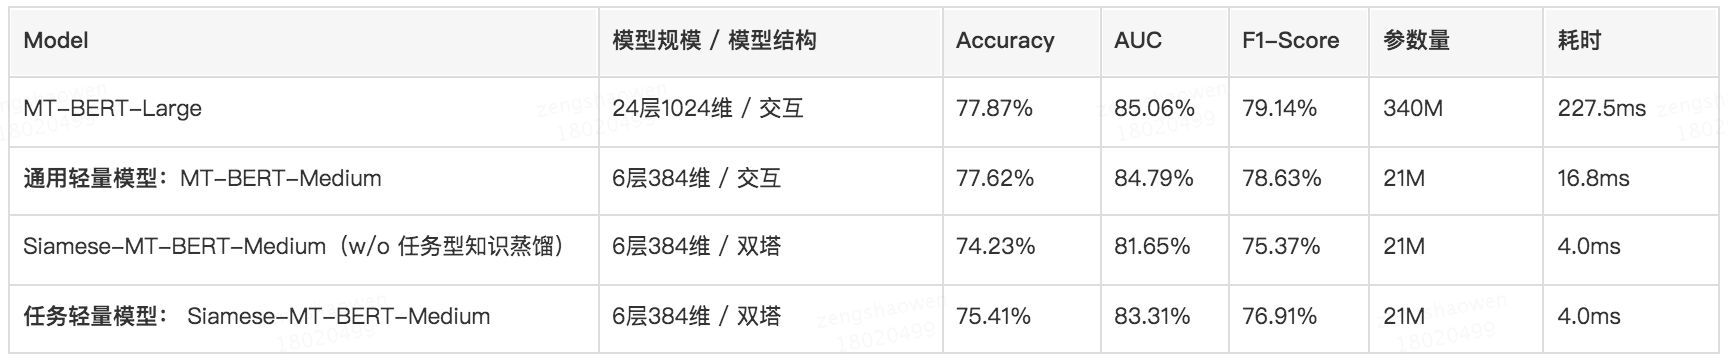 Model 模型规模 / 模型结构 Accuracy AUC F1-Score 参数量 耗时
MT-BERT-Large 24层1024维 / 交互 77.87% 85.06% 79.14% 340M 227.5ms
通用轻量模型：MT-BERT-Medium 6层384维 / 交互 77.62% 84.79% 78.63% 21M 16.8ms
Siamese-MT-BERT-Medium（w/o 任务型知识蒸馏） 6层384维 / 双塔 74.23% 81.65% 75.37% 21M 4.0ms
任务轻量模型： Siamese-MT-BERT-Medium 6层384维 / 双塔 75.41% 83.31% 76.91% 21M 4.0ms
zengshaowen
18020499